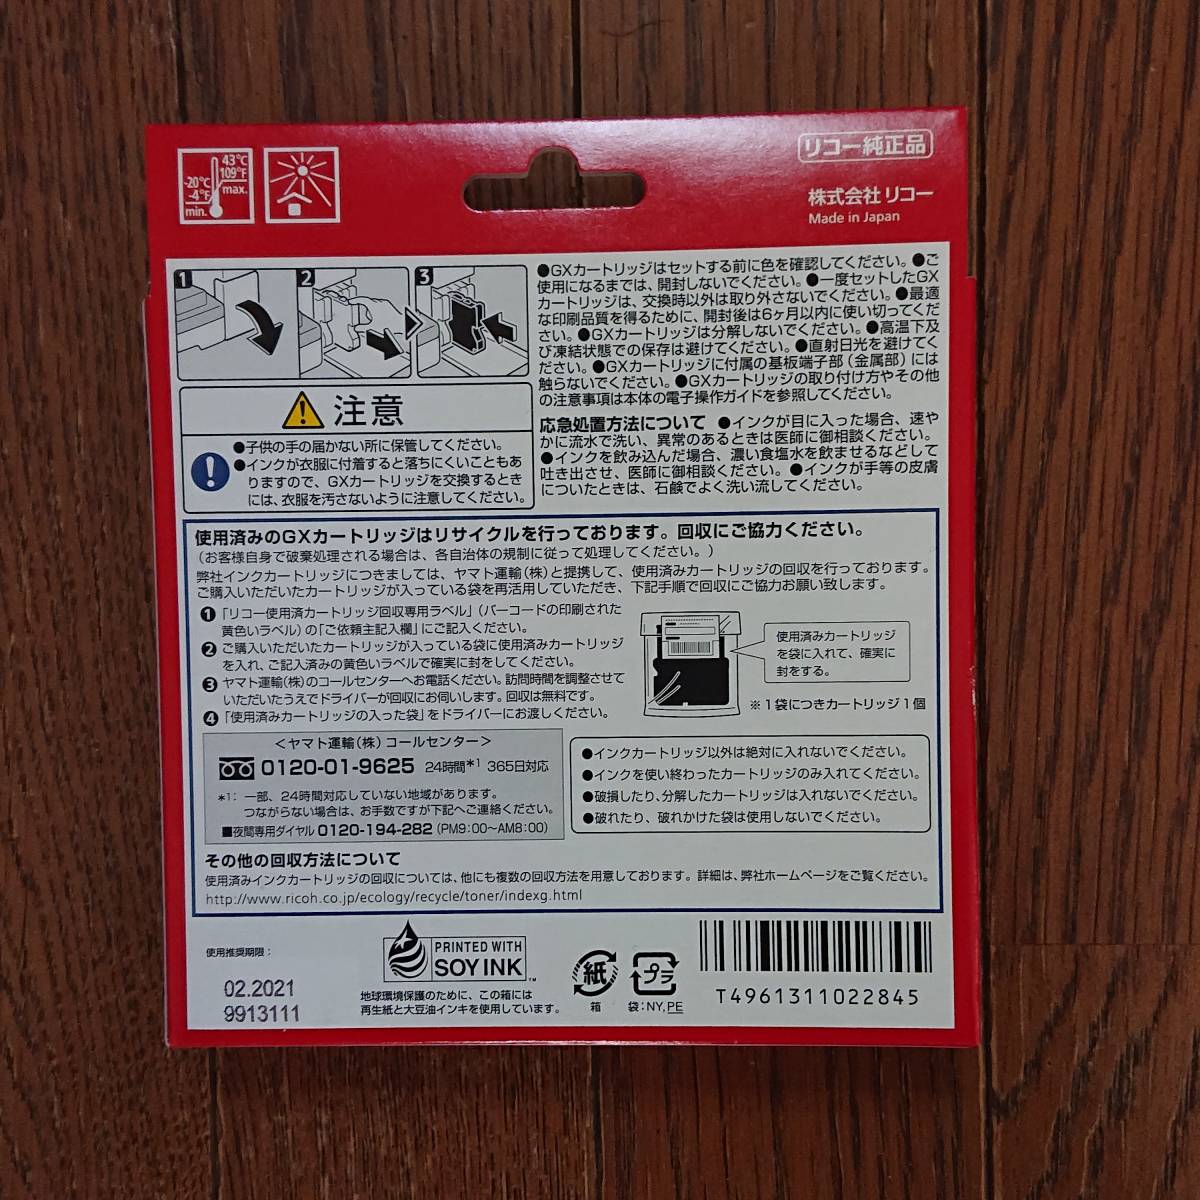 43℃
109°F
max.
-20℃
-4°F
min.
リコー純正品
株式会社 リコー
Made in Japan
1
2
3
●GXカートリッジはセットする前に色を確認してください。●ご
使用になるまでは、開封しないでください。●一度セットしたGX
カートリッジは、交換時以外は取り外さないでください。●最適
な印刷品質を得るために、開封後は6ヶ月以内に使い切ってくだ
さい。●GXカートリッジは分解しないでください。●高温下及
び凍結状態での保存は避けてください。●直射日光を避けてく
ださい。●GXカートリッジに付属の基板端子部(金属部)には
触らないでください。●GXカートリッジの取り付け方やその他
の注意事項は本体の電子操作ガイドを参照してください。
注意
●子供の手の届かない所に保管してください。
●インクが衣服に付着すると落ちにくいこともあ
りますので、GXカートリッジを交換するとき
には、衣服を汚さないように注意してください。
応急処置方法について ●インクが目に入った場合、速や
かに流水で洗い、異常のあるときは医師に御相談ください。
●インクを飲み込んだ場合、濃い食塩水を飲ませるなどして
吐き出させ、医師に御相談ください。●インクが手等の皮膚
についたときは、石鹸でよく洗い流してください。
使用済みのGXカートリッジはリサイクルを行っております。回収にご協力ください。
(お客様自身で破棄処理される場合は、各自治体の規制に従って処理してください。)
弊社インクカートリッジにつきましては、ヤマト運輸(株)と提携して、使用済みカートリッジの回収を行っております。
ご購入いただいたカートリッジが入っている袋を再活用していただき、下記手順で回収にご協力お願い致します。
❶「リコー使用済カートリッジ回収専用ラベル」(バーコードの印刷された
黄色いラベル)の「ご依頼主記入欄」にご記入ください。
❷ご購入いただいたカートリッジが入っている袋に使用済みカートリッジ
を入れ、ご記入済みの黄色いラベルで確実に封をしてください。
❸ヤマト運輸(株)のコールセンターへお電話ください。訪問時間を調整させて
いただいたうえでドライバーが回収にお伺いします。回収は無料です。
❹「使用済みカートリッジの入った袋」をドライバーにお渡しください。
使用済みカートリッジ
を袋に入れて、確実に
封をする。
※1袋につきカートリッジ1個
<ヤマト運輸(株)コールセンター>
0120-01-9625 24時間*1 365日対応
*1: 一部、24時間対応していない地域があります。
つながらない場合は、お手数ですが下記へご連絡ください。
■夜間専用ダイヤル 0120-194-282 (PM9:00~AM8:00)
●インクカートリッジ以外は絶対に入れないでください。
●インクを使い終わったカートリッジのみ入れてください。
●破損したり、分解したカートリッジは入れないでください。
●破れたり、破れかけた袋は使用しないでください。
その他の回収方法について
使用済みインクカートリッジの回収については、他にも複数の回収方法を用意しております。詳細は、弊社ホームページをご覧ください。
http://www.ricoh.co.jp/ecology/recycle/toner/indexg.html
使用推奨期限:
02.2021
9913111
PRINTED WITH
SOY INK
TM
地球環境保護のために、この箱には
再生紙と大豆油インキを使用しています。
紙
箱
プラ
袋:NY,PE
T4961311022845